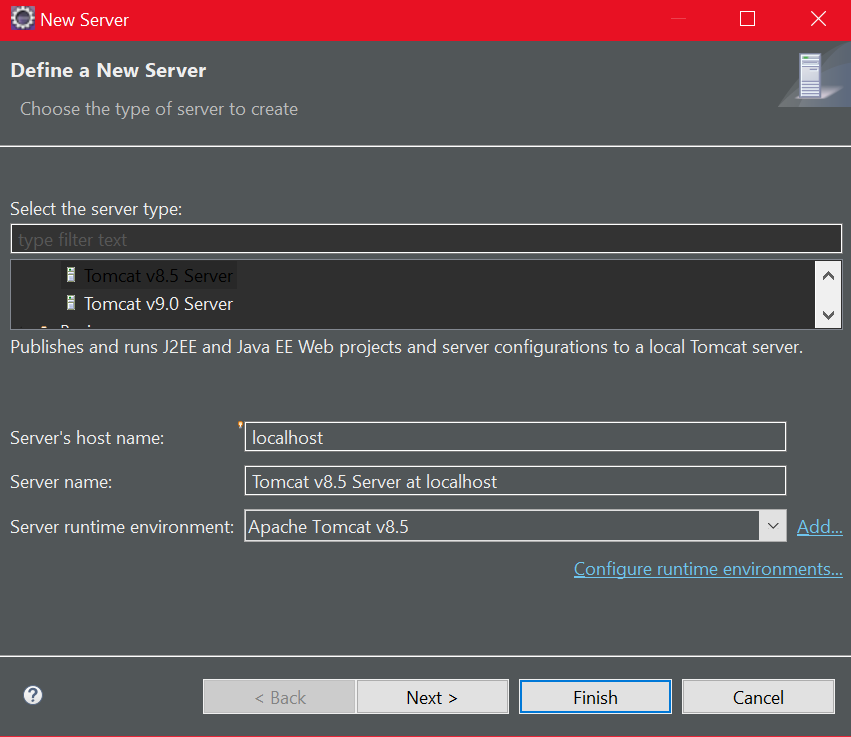 New Server
Define a New Server
Choose the type of server to create
Select the server type:
type filter text
Tomcat v8.5 Server
Tomcat v9.0 Server
Publishes and runs J2EE and Java EE Web projects and server configurations to a local Tomcat server.
Server's host name: localhost
Server name: Tomcat v8.5 Server at localhost
Server runtime environment: Apache Tomcat v8.5 Add...
Configure runtime environments...
? < Back Next > Finish Cancel